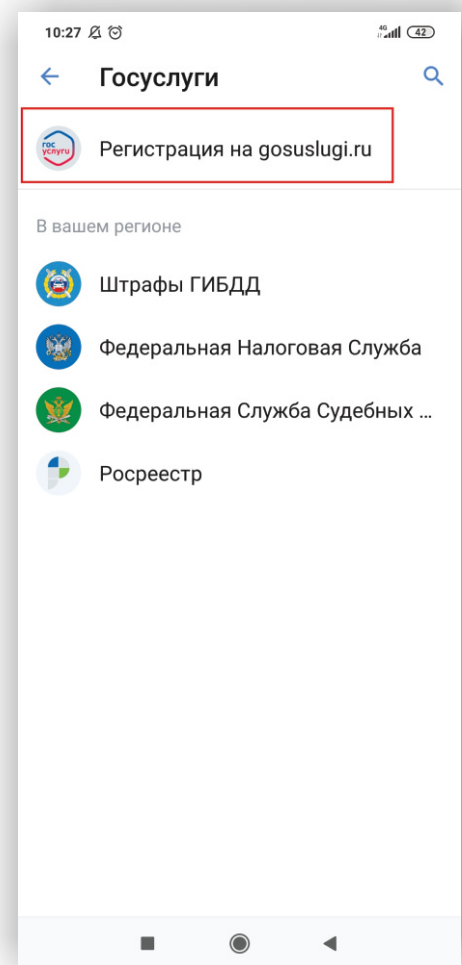 10:27
4G
42
Госуслуги
гос
услуги
Регистрация на gosuslugi.ru
В вашем регионе
Штрафы ГИБДД
Федеральная Налоговая Служба
Федеральная Служба Судебных ...
Росреестр